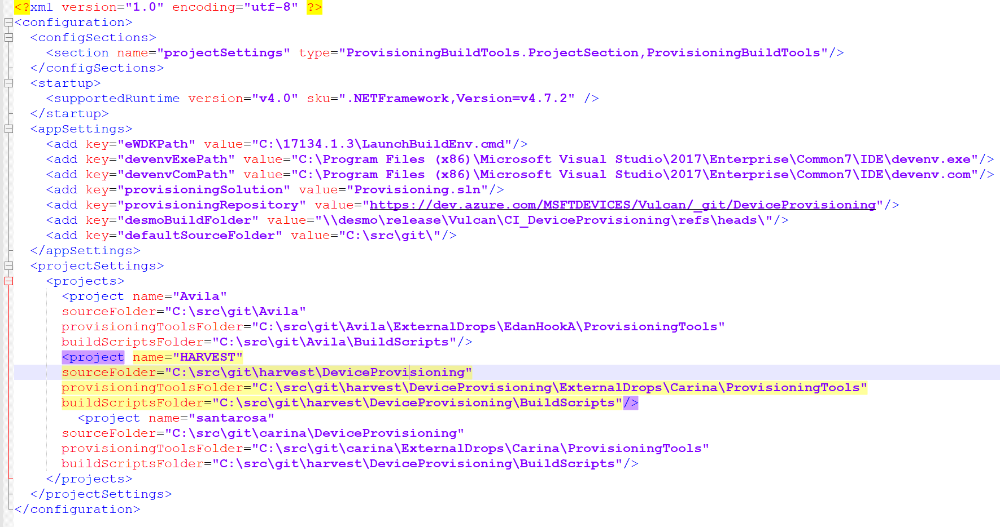 <?xml version="1.0" encoding="utf-8" ?>
<configuration>
  <configSections>
    <section name="projectSettings" type="ProvisioningBuildTools.ProjectSection,ProvisioningBuildTools"/>
  </configSections>
  <startup>
    <supportedRuntime version="v4.0" sku=".NETFramework,Version=v4.7.2" />
  </startup>
  <appSettings>
    <add key="eWDKPath" value="C:\17134.1.3\LaunchBuildEnv.cmd"/>
    <add key="devenvExePath" value="C:\Program Files (x86)\Microsoft Visual Studio\2017\Enterprise\Common7\IDE\devenv.exe"/>
    <add key="devenvComPath" value="C:\Program Files (x86)\Microsoft Visual Studio\2017\Enterprise\Common7\IDE\devenv.com"/>
    <add key="provisioningSolution" value="Provisioning.sln"/>
    <add key="provisioningRepository" value="https://dev.azure.com/MSFTDEVICES/Vulcan/_git/DeviceProvisioning"/>
    <add key="desmoBuildFolder" value="\\desmo\release\Vulcan\CI_DeviceProvisioning\refs\heads\"/>
    <add key="defaultSourceFolder" value="C:\src\git\"/>
  </appSettings>
  <projectSettings>
    <projects>
      <project name="Avila"
      sourceFolder="C:\src\git\Avila"
      provisioningToolsFolder="C:\src\git\Avila\ExternalDrops\EdanHookA\ProvisioningTools"
      buildScriptsFolder="C:\src\git\Avila\BuildScripts"/>
      <project name="HARVEST"
      sourceFolder="C:\src\git\harvest\DeviceProvisioning"
      provisioningToolsFolder="C:\src\git\harvest\DeviceProvisioning\ExternalDrops\Carina\ProvisioningTools"
      buildScriptsFolder="C:\src\git\harvest\DeviceProvisioning\BuildScripts"/>
        <project name="santarosa"
      sourceFolder="C:\src\git\carina\DeviceProvisioning"
      provisioningToolsFolder="C:\src\git\carina\ExternalDrops\Carina\ProvisioningTools"
      buildScriptsFolder="C:\src\git\harvest\DeviceProvisioning\BuildScripts"/>
    </projects>
  </projectSettings>
</configuration>